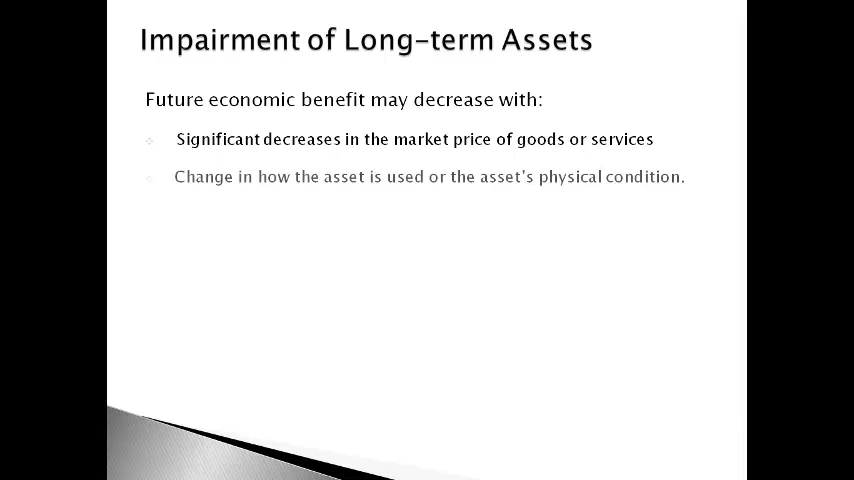 Impairment of Long-term Assets
Future economic benefit may decrease with:
Significant decreases in the market price of goods or services
Change in how the asset is used or the asset's physical condition.